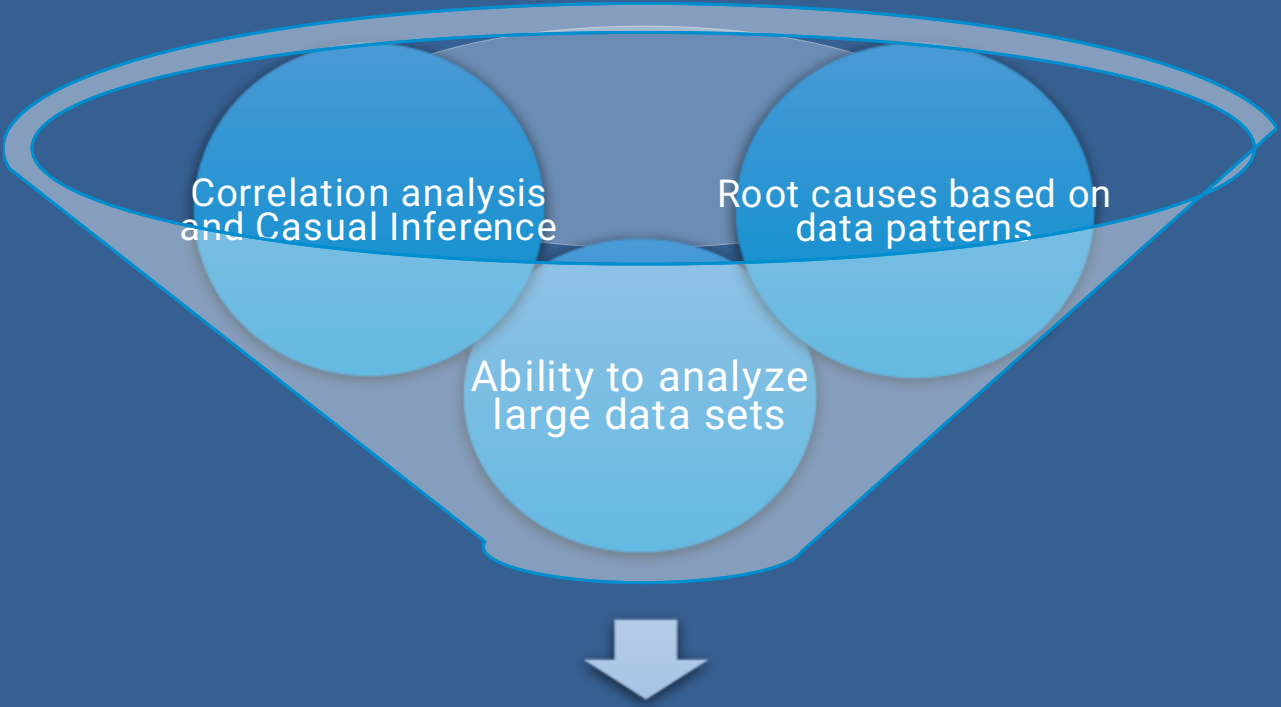 Correlation analysis
and Casual Inference
Root causes based on
data patterns
Ability to analyze
large data sets